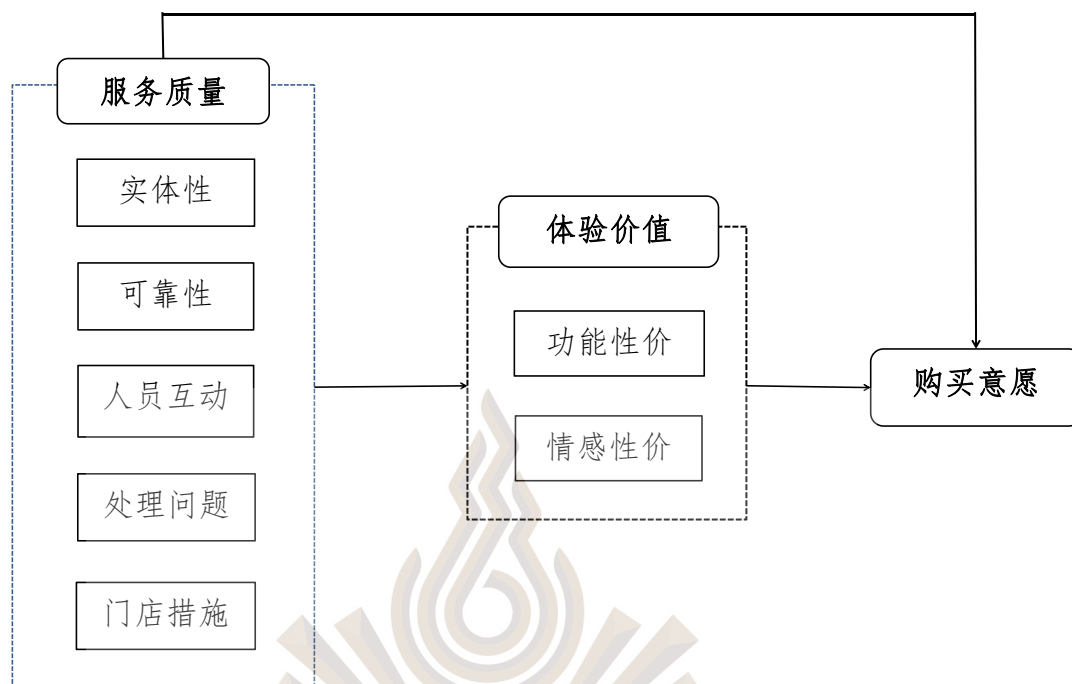 服务质量
实体性
可靠性
人员互动
处理问题
门店措施
体验价值
功能性价
情感性价
购买意愿